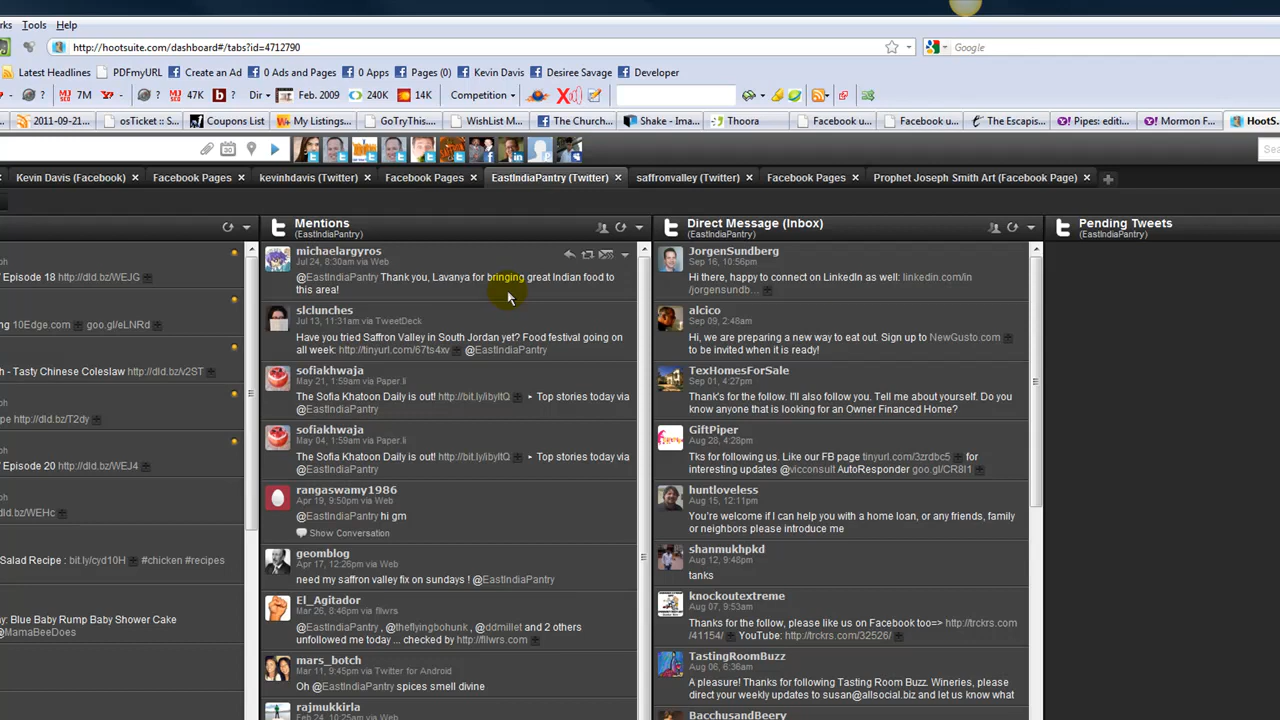 rks Tools Help
http://hootsuite.com/dashboard#/tabs?id=4712790 Google
Latest Headlines PDFmyURL Create an Ad 0 Ads and Pages 0 Apps Pages (0) Kevin Davis Desiree Savage Developer
? 7M ? 47K b ? Dir Feb. 2009 240K 14K Competition
2011-09-21... osTicket :: S... Coupons List My Listings... GoTryThis... WishList M... The Church... Shake - Ima... Thoora Facebook u... Facebook u... The Escapis... Pipes: editi... Mormon F... HootS
Sea
Kevin Davis (Facebook) Facebook Pages kevinhdavis (Twitter) Facebook Pages EastIndiaPantry (Twitter) saffronvalley (Twitter) Facebook Pages Prophet Joseph Smith Art (Facebook Page)
/ Episode 18 http://dld.bz/WEJG
ng 10Edge.com goo.gl/eLNRd
h - Tasty Chinese Coleslaw http://dld.bz/v2ST
pe http://dld.bz/T2dy
/ Episode 20 http://dld.bz/WEJ4
http://dld.bz/WEHc
Salad Recipe : bit.ly/cyd10H #chicken #recipes
y: Blue Baby Rump Baby Shower Cake
@MamaBeeDoes
Mentions
(EastIndiaPantry)
michaelargyros
Jul 24, 8:30am via Web
@EastIndiaPantry Thank you, Lavanya for bringing great Indian food to
this area!
slclunches
Jul 13, 11:31am via TweetDeck
Have you tried Saffron Valley in South Jordan yet? Food festival going on
all week: http://tinyurl.com/67ts4xv @EastIndiaPantry
sofiakhwaja
May 21, 1:59am via Paper.li
The Sofia Khatoon Daily is out! http://bit.ly/ibyltQ ▸ Top stories today via
@EastIndiaPantry
sofiakhwaja
May 04, 1:59am via Paper.li
The Sofia Khatoon Daily is out! http://bit.ly/ibyltQ ▸ Top stories today via
@EastIndiaPantry
rangaswamy1986
Apr 19, 9:50pm via Web
@EastIndiaPantry hi gm
Show Conversation
geomblog
Apr 17, 12:26pm via Web
need my saffron valley fix on sundays ! @EastIndiaPantry
El_Agitador
Mar 26, 8:46pm via fllwrs
@EastIndiaPantry , @theflyingbohunk , @ddmillet and 2 others
unfollowed me today ... checked by http://fllwrs.com
mars_botch
Mar 11, 9:45pm via Twitter for Android
Oh @EastIndiaPantry spices smell divine
rajmukkirla
Feb 24, 10:25am via Web
Direct Message (Inbox)
(EastIndiaPantry)
JorgenSundberg
Sep 16, 10:56pm
Hi there, happy to connect on LinkedIn as well: linkedin.com/in
/jorgensundb...
alcico
Sep 09, 2:48am
Hi, we are preparing a new way to eat out. Sign up to NewGusto.com
to be invited when it is ready!
TexHomesForSale
Sep 01, 4:27pm
Thank's for the follow. I'll also follow you. Tell me about yourself. Do you
know anyone that is looking for an Owner Financed Home?
GiftPiper
Aug 28, 4:28pm
Tks for following us. Like our FB page tinyurl.com/3zrdbc5 for
interesting updates @vicconsult AutoResponder goo.gl/CR8I1
huntloveless
Aug 15, 12:11pm
You're welcome if I can help you with a home loan, or any friends, family
or neighbors please introduce me
shanmukhpkd
Aug 12, 9:48pm
tanks
knockoutextreme
Aug 07, 9:53am
Thanks for the follow, please like us on Facebook too=> http://trckrs.com
/41154/ YouTube: http://trckrs.com/32526/
TastingRoomBuzz
Aug 06, 6:36am
A pleasure! Thanks for following Tasting Room Buzz. Wineries, please
direct your weekly updates to susan@allsocial.biz and let us know what
BacchusandBeery
Pending Tweets
(EastIndiaPantry)